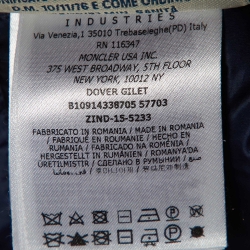 COME ORDINA
INDUSTRIES
Via Venezia,1 35010 Trebaseleghe(PD) Italy
RN 116347
MONCLER USA INC.
375 WEST BROADWAY, 5TH FLOOR
NEW YORK, 10012 NY
DOVER GILET
B10914338705 57703
ZIND-15-5233
FABBRICATO IN ROMANIA / MADE IN ROMANIA
/ FABRIQUÉ EN ROUMANIE / HECHO EN
RUMANIA / FABRICADO NA ROMÉNIA /
HERGESTELLT IN RUMÄNIEN / ROMANYA'DA
ÜRETILMIŞTIR / СДЕЛАНО В РУМЫНИИ /